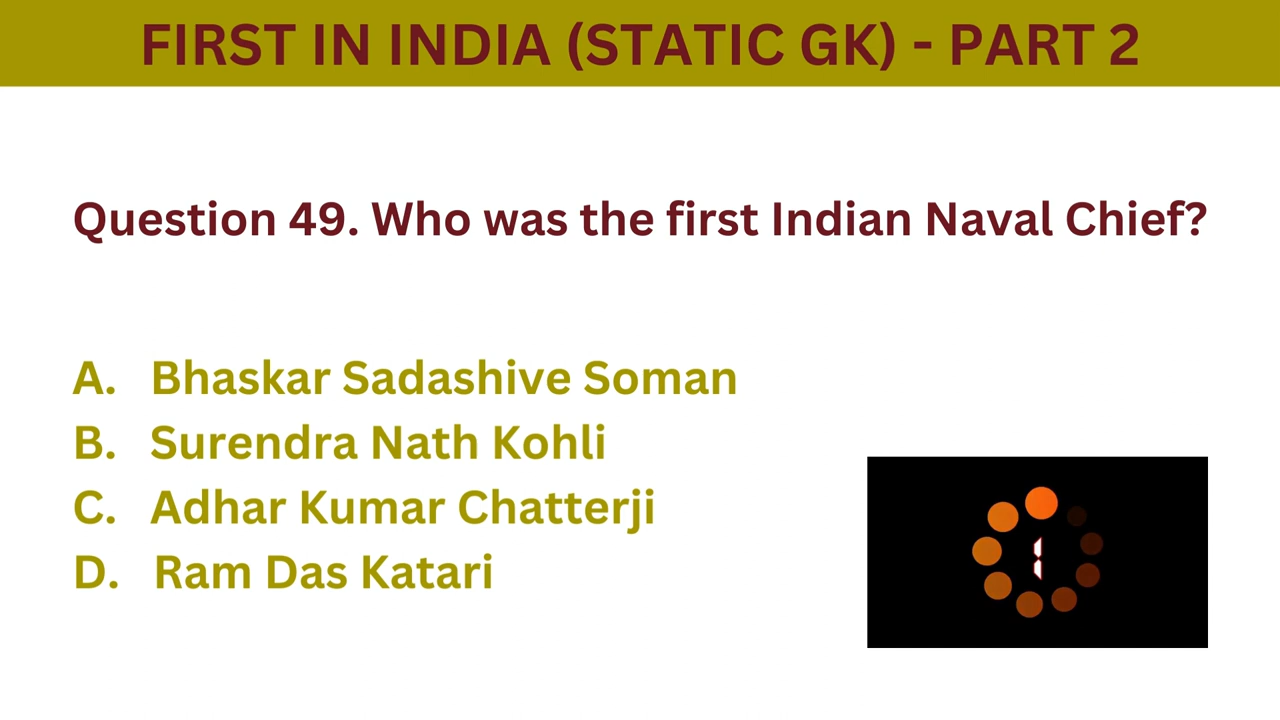 FIRST IN INDIA (STATIC GK) - PART 2
Question 49. Who was the first Indian Naval Chief?
A. Bhaskar Sadashive Soman
B. Surendra Nath Kohli
C. Adhar Kumar Chatterji
D. Ram Das Katari
1